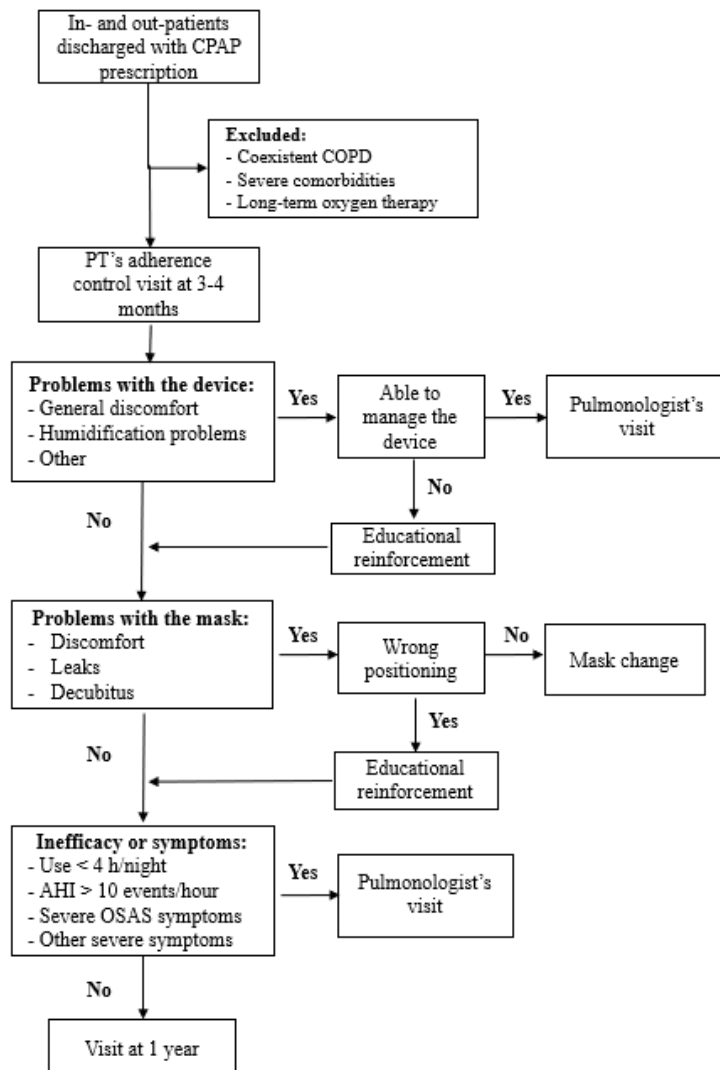 In- and out-patients
discharged with CPAP
prescription
Excluded:
- Coexistent COPD
- Severe comorbidities
- Long-term oxygen therapy
PT's adherence
control visit at 3-4
months
Problems with the device:
- General discomfort
- Humidification problems
- Other
Yes
Able to
manage the
device
Yes
Pulmonologist's
visit
No
No
Educational
reinforcement
Problems with the mask:
- Discomfort
- Leaks
- Decubitus
Yes
Wrong
positioning
No
Mask change
Yes
No
Educational
reinforcement
Inefficacy or symptoms:
- Use < 4 h/night
- AHI > 10 events/hour
- Severe OSAS symptoms
- Other severe symptoms
Yes
Pulmonologist's
visit
No
Visit at 1 year